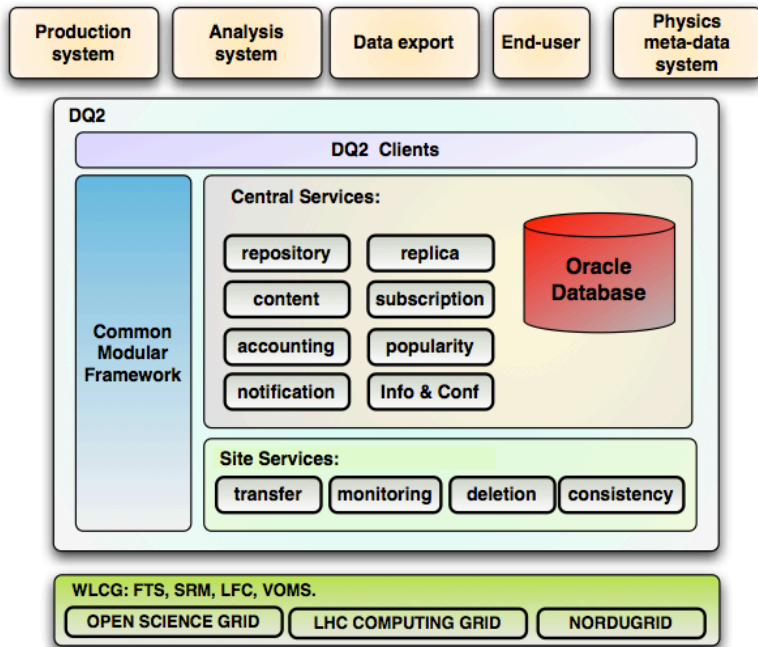 Production
system
Analysis
system
Data export
End-user
Physics
meta-data
system
DQ2
DQ2 Clients
Common
Modular
Framework
Central Services:
repository
replica
content
subscription
accounting
popularity
notification
Info & Conf
Oracle
Database
Site Services:
transfer
monitoring
deletion
consistency
WLCG: FTS, SRM, LFC, VOMS.
OPEN SCIENCE GRID
LHC COMPUTING GRID
NORDUGRID